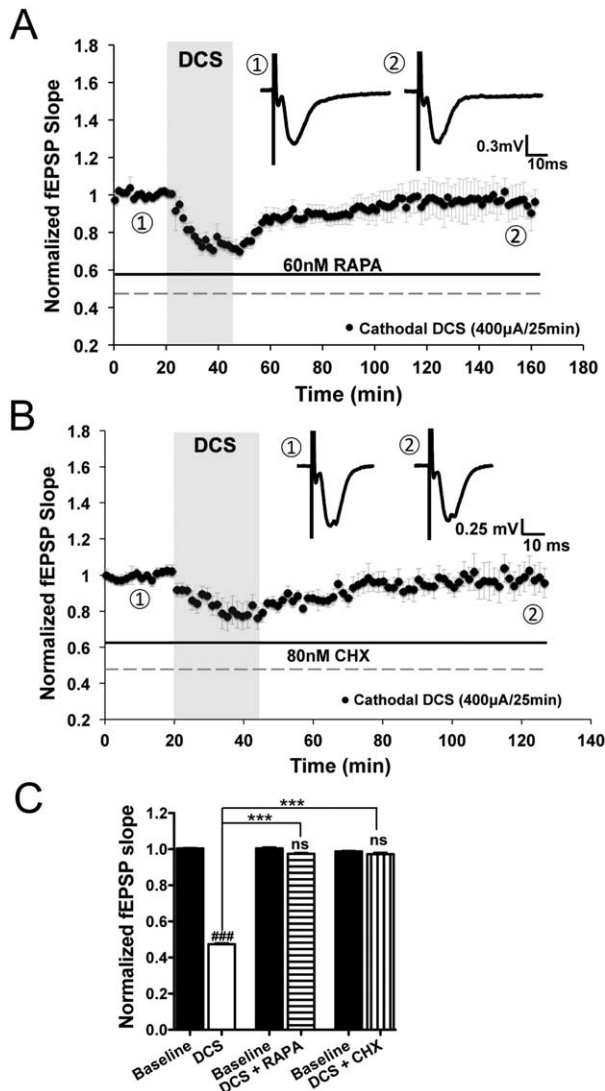 A
Normalized fEPSP Slope
1.8
1.6
1.4
1.2
1
0.8
0.6
0.4
0.2
DCS
①
②
0.3mV
10ms
①
②
60nM RAPA
● Cathodal DCS (400µA/25min)
0 20 40 60 80 100 120 140 160 180
Time (min)
B
Normalized fEPSP Slope
1.8
1.6
1.4
1.2
1
0.8
0.6
0.4
0.2
DCS
①
②
0.25 mV
10 ms
①
②
80nM CHX
● Cathodal DCS (400µA/25min)
0 20 40 60 80 100 120 140
Time (min)
C
Normalized fEPSP slope
1.0
0.8
0.6
0.4
0.2
0.0
***
***
ns
ns
###
Baseline
DCS
Baseline
DCS + RAPA
Baseline
DCS + CHX